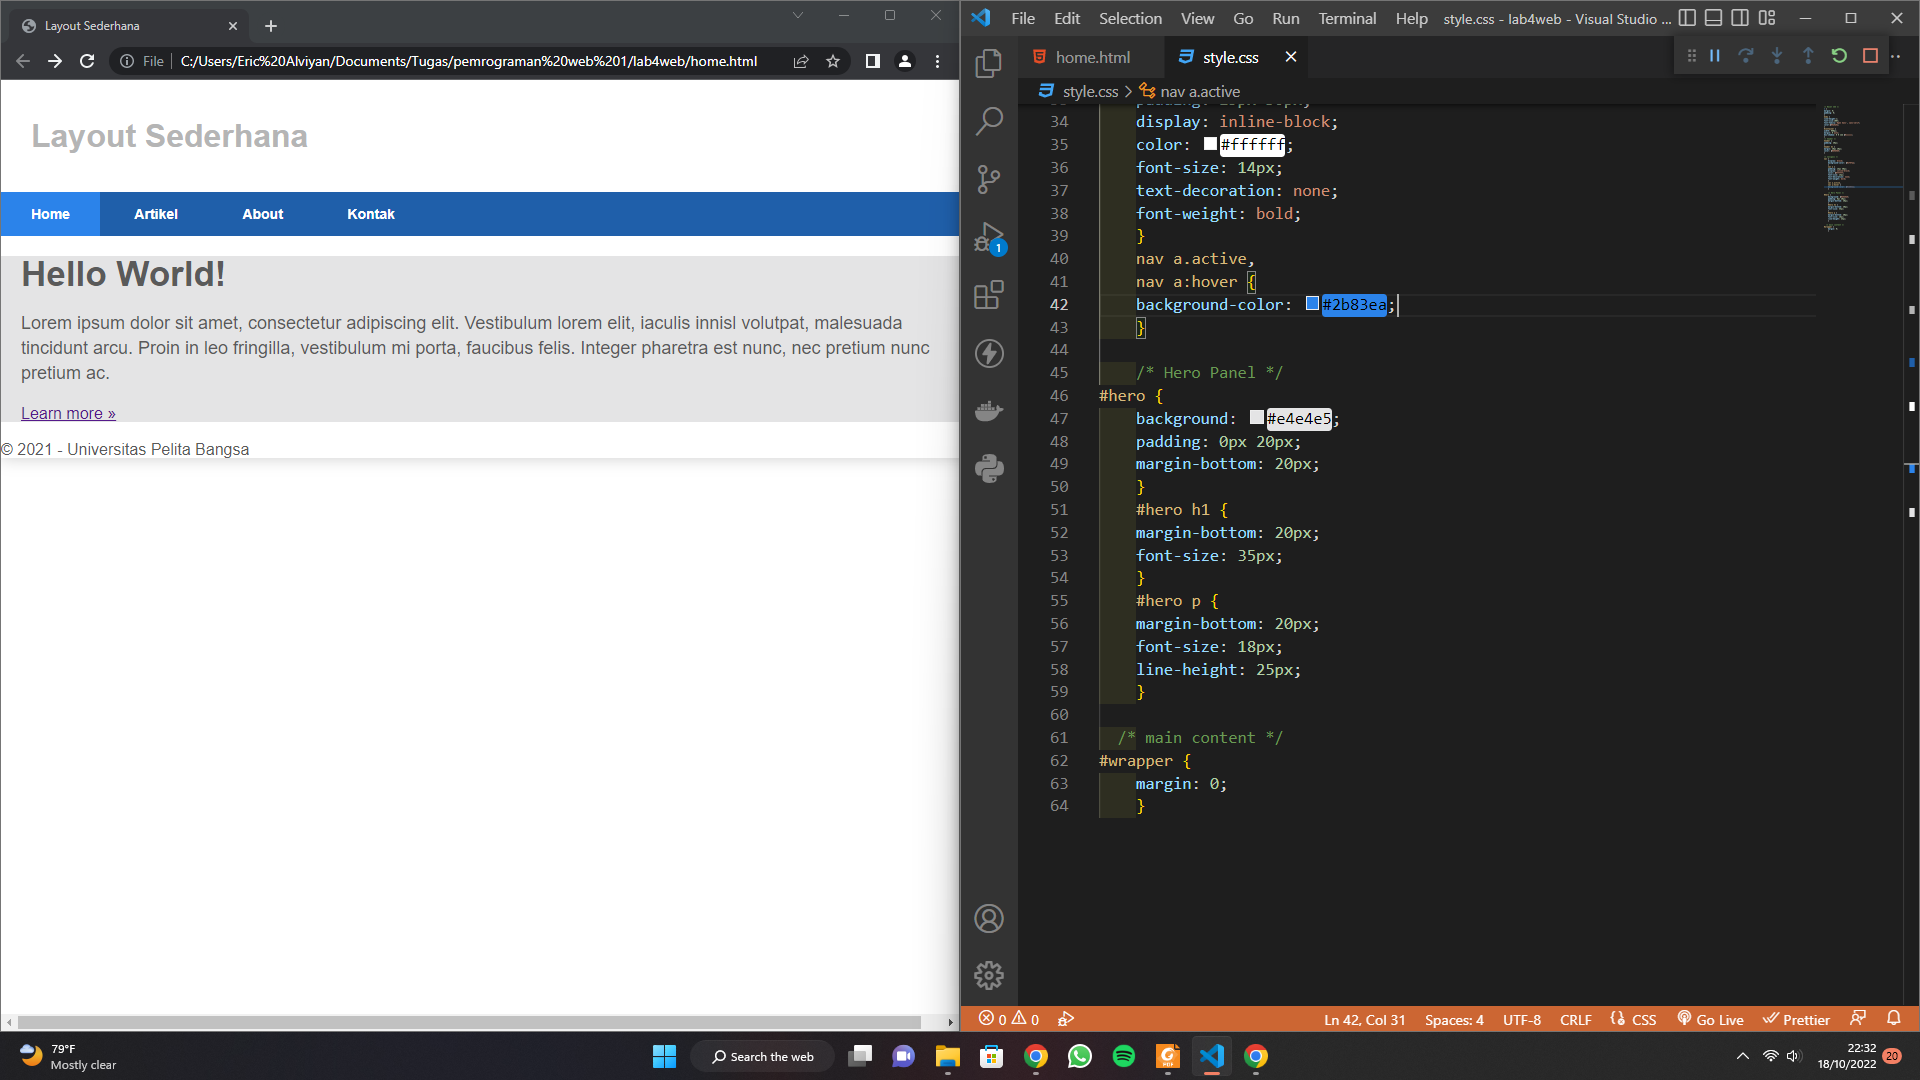 Layout Sederhana
File
C:/Users/Eric%20Alviyan/Documents/Tugas/pemrograman%20web%201/lab4web/home.html
Layout Sederhana
Home
Artikel
About
Kontak
Hello World!
Lorem ipsum dolor sit amet, consectetur adipiscing elit. Vestibulum lorem elit, iaculis innisl volutpat, malesuada
tincidunt arcu. Proin in leo fringilla, vestibulum mi porta, faucibus felis. Integer pharetra est nunc, nec pretium nunc
pretium ac.
Learn more »
© 2021 - Universitas Pelita Bangsa
File Edit Selection View Go Run Terminal Help style.css - lab4web - Visual Studio ...
home.html
style.css
style.css > nav a.active
1
34 display: inline-block;
35 color: #ffffff;
36 font-size: 14px;
37 text-decoration: none;
38 font-weight: bold;
39 }
40 nav a.active,
41 nav a:hover {
42 background-color: #2b83ea;
43 }
44
45 /* Hero Panel */
46 #hero {
47 background: #e4e4e5;
48 padding: 0px 20px;
49 margin-bottom: 20px;
50 }
51 #hero h1 {
52 margin-bottom: 20px;
53 font-size: 35px;
54 }
55 #hero p {
56 margin-bottom: 20px;
57 font-size: 18px;
58 line-height: 25px;
59 }
60
61 /* main content */
62 #wrapper {
63 margin: 0;
64 }
0 0
Ln 42, Col 31
Spaces: 4
UTF-8
CRLF
CSS
Go Live
Prettier
79°F
Mostly clear
Search the web
22:32
18/10/2022
20